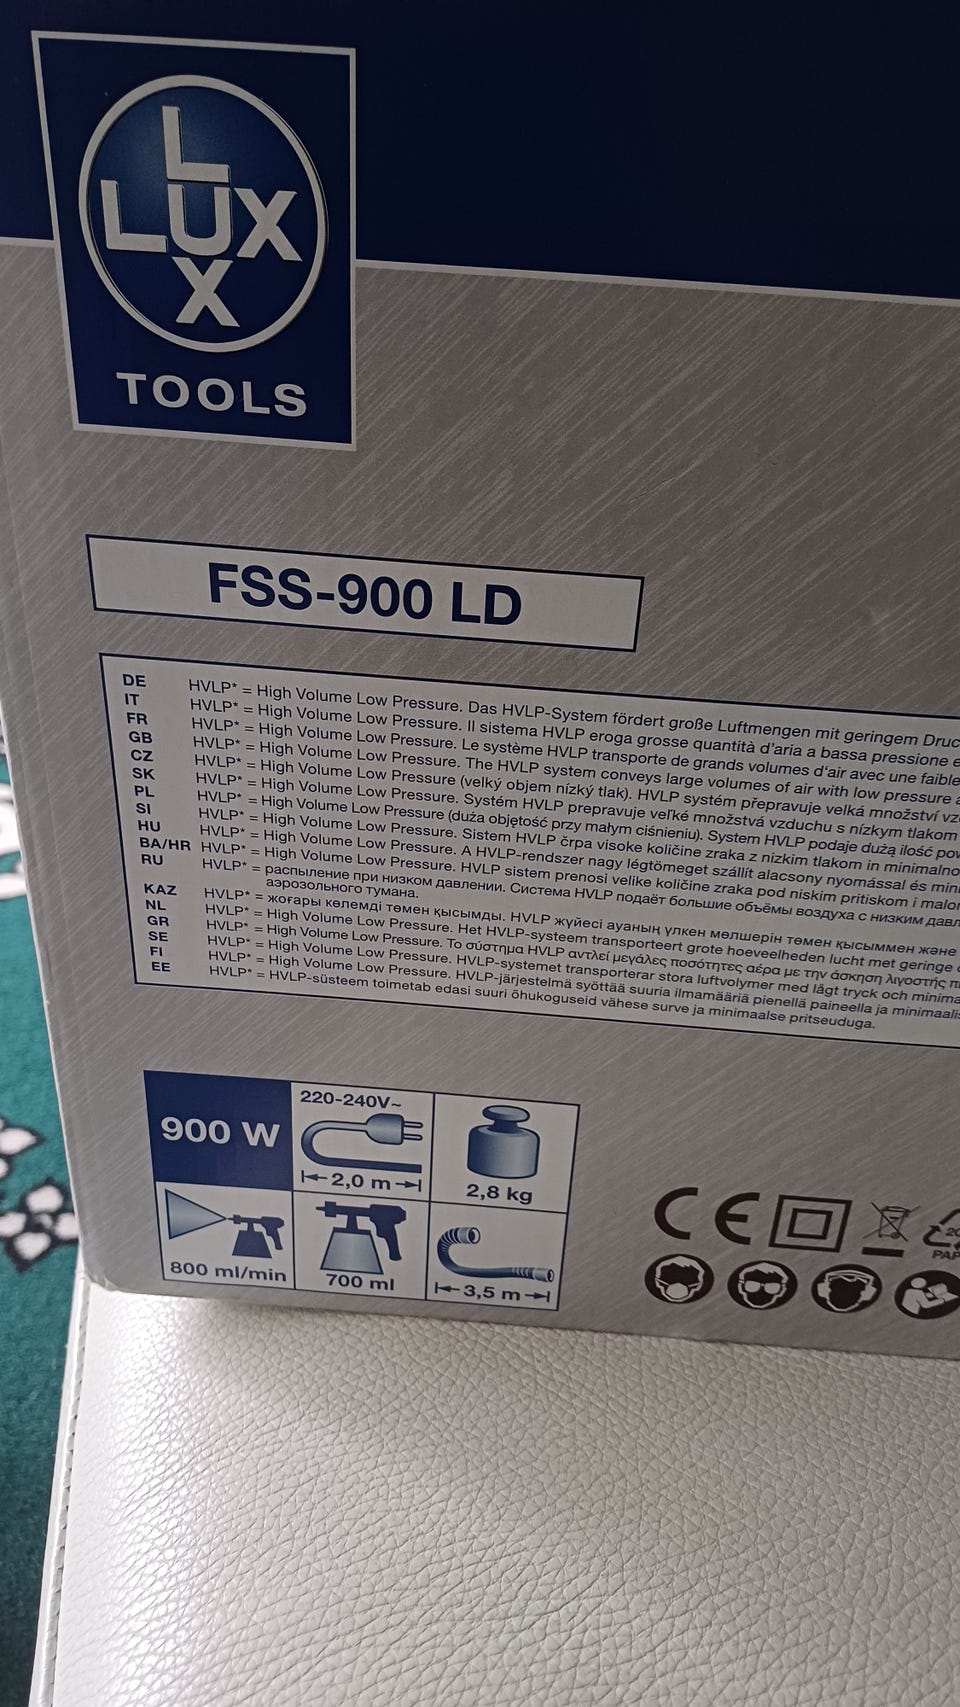 L
LUX
X
TOOLS
FSS-900 LD
DE HVLP* = High Volume Low Pressure. Das HVLP-System fördert große Luftmengen mit geringem Druc
IT HVLP* = High Volume Low Pressure. Il sistema HVLP eroga grosse quantità d'aria a bassa pressione e
FR HVLP* = High Volume Low Pressure. Le système HVLP transporte de grands volumes d'air avec une faible
GB HVLP* = High Volume Low Pressure. The HVLP system conveys large volumes of air with low pressure a
CZ HVLP* = High Volume Low Pressure (velký objem nízký tlak). HVLP systém přepravuje velká množství vz
SK HVLP* = High Volume Low Pressure. Systém HVLP prepravuje veľké množstvá vzduchu s nízkym tlakom
PL HVLP* = High Volume Low Pressure (duża objętość przy małym ciśnieniu). System HVLP podaje dużą ilość pow
SI HVLP* = High Volume Low Pressure. Sistem HVLP črpa visoke količine zraka z nizkim tlakom in minimalno
HU HVLP* = High Volume Low Pressure. A HVLP-rendszer nagy légtömeget szállít alacsony nyomással és mini
BA/HR HVLP* = High Volume Low Pressure. HVLP sistem prenosi velike količine zraka pod niskim pritiskom i malom
RU HVLP* = распыление при низком давлении. Система HVLP подаёт большие объёмы воздуха с низким давл
аэрозольного тумана.
KAZ HVLP* = жоғары көлемді төмен қысымды. HVLP жүйесі ауаның үлкен мөлшерін төмен қысыммен және
NL HVLP* = High Volume Low Pressure. Het HVLP-systeem transporteert grote hoeveelheden lucht met geringe
GR HVLP* = High Volume Low Pressure. Το σύστημα HVLP αντλεί μεγάλες ποσότητες αέρα με την άσκηση λιγοστής π
SE HVLP* = High Volume Low Pressure. HVLP-systemet transporterar stora luftvolymer med lågt tryck och minima
FI HVLP* = High Volume Low Pressure. HVLP-järjestelmä syöttää suuria ilmamääriä pienellä paineella ja minimaalis
EE HVLP* = HVLP-süsteem toimetab edasi suuri õhukoguseid vähese surve ja minimaalse pritseuduga.
900 W
220-240V~
2,0 m
2,8 kg
800 ml/min
700 ml
3,5 m
CE
20
PAP